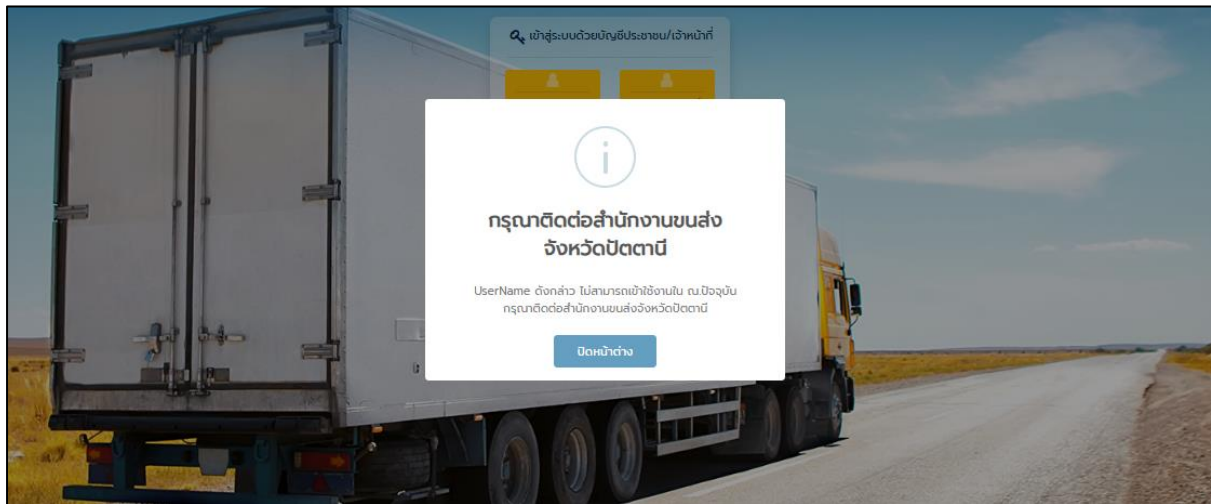 เข้าสู่ระบบด้วยบัญชีประชาชน/เจ้าหน้าที่
กรุณาติดต่อสำนักงานขนส่ง
จังหวัดปัตตานี
UserName ดังกล่าว ไม่สามารถเข้าใช้งานใน ณ.ปัจจุบัน
กรุณาติดต่อสำนักงานขนส่งจังหวัดปัตตานี
ปิดหน้าต่าง